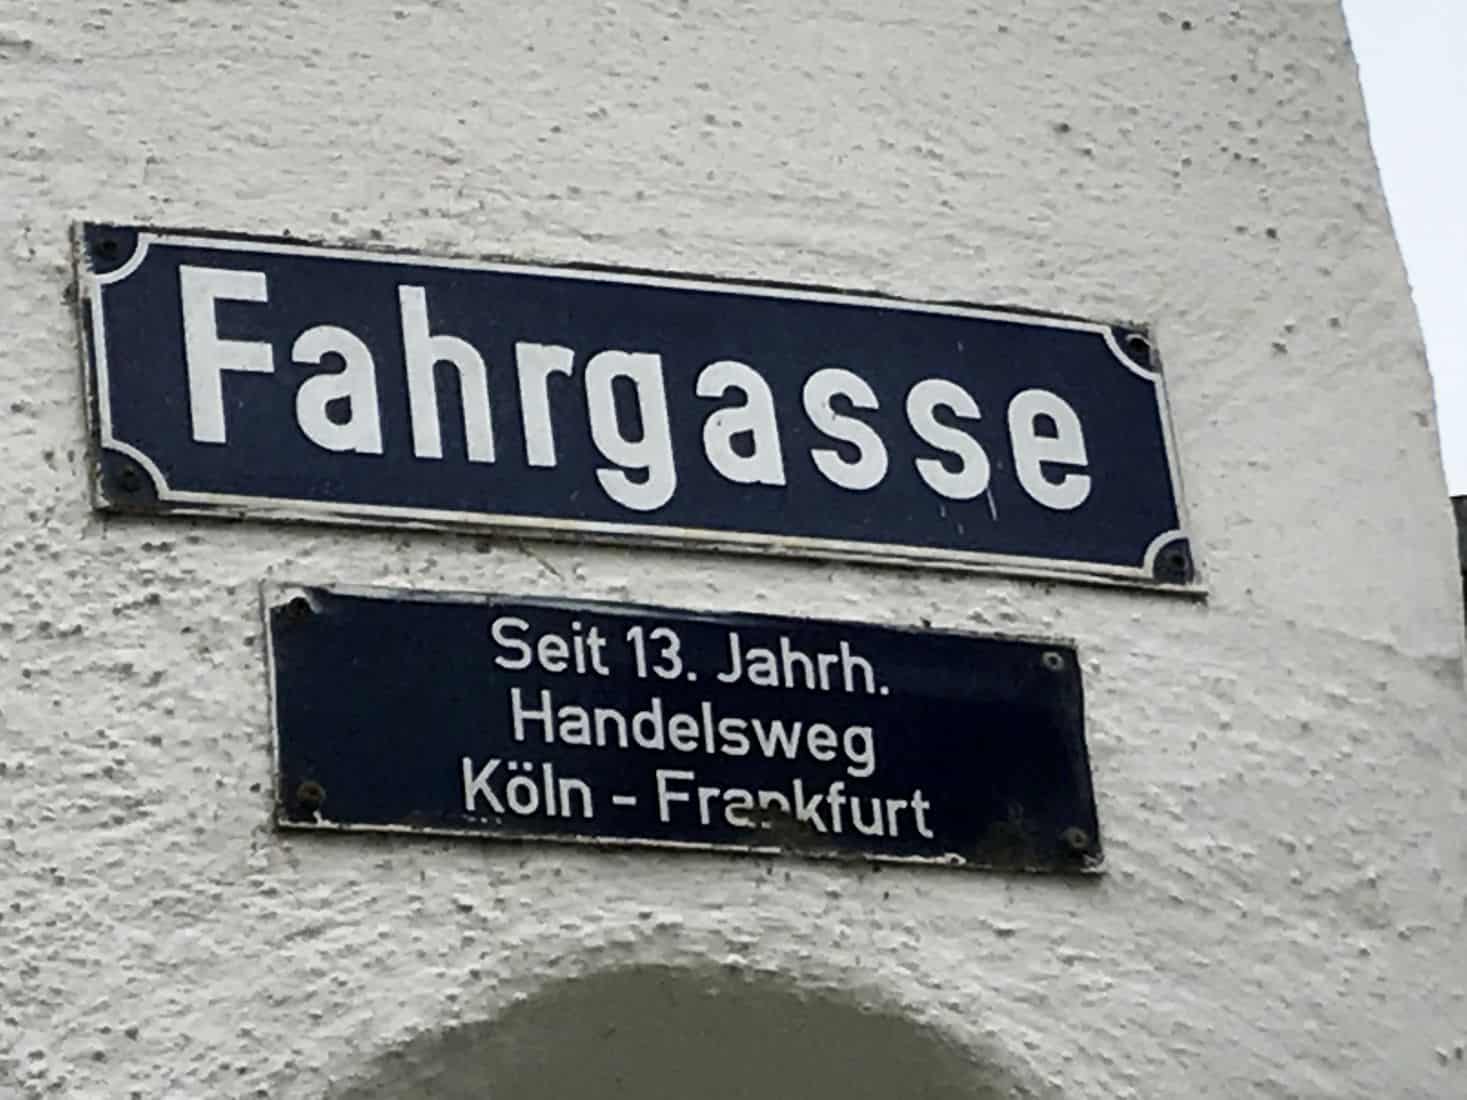 Fahrgasse
Seit 13. Jahrh.
Handelsweg
Köln - Frankfurt